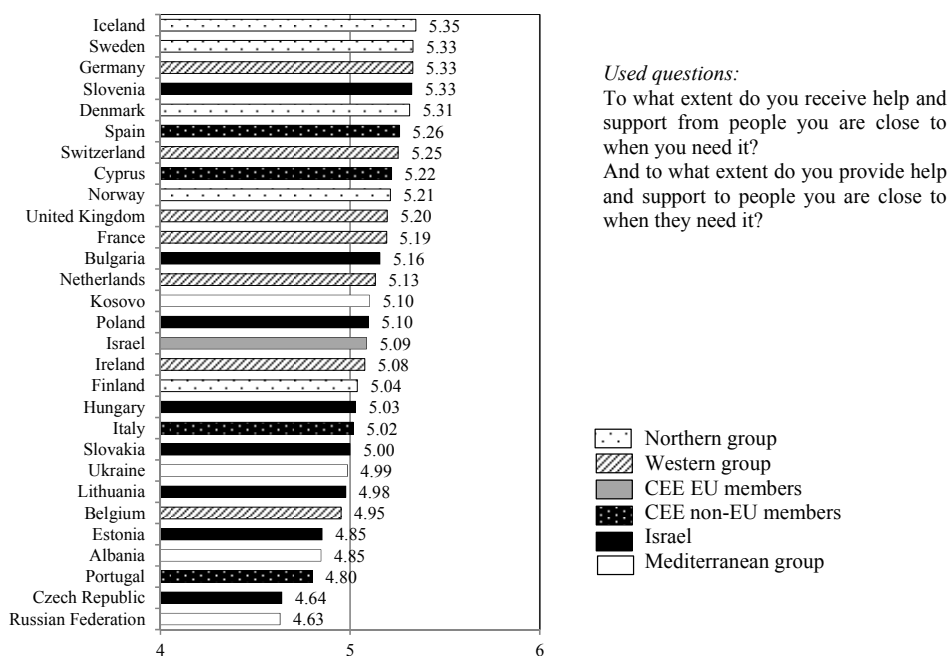 Iceland 5.35
Sweden 5.33
Germany 5.33
Slovenia 5.33
Denmark 5.31
Spain 5.26
Switzerland 5.25
Cyprus 5.22
Norway 5.21
United Kingdom 5.20
France 5.19
Bulgaria 5.16
Netherlands 5.13
Kosovo 5.10
Poland 5.10
Israel 5.09
Ireland 5.08
Finland 5.04
Hungary 5.03
Italy 5.02
Slovakia 5.00
Ukraine 4.99
Lithuania 4.98
Belgium 4.95
Estonia 4.85
Albania 4.85
Portugal 4.80
Czech Republic 4.64
Russian Federation 4.63
4 5 6
Used questions:
To what extent do you receive help and
support from people you are close to
when you need it?
And to what extent do you provide help
and support to people you are close to
when they need it?
Northern group
Western group
CEE EU members
CEE non-EU members
Israel
Mediterranean group